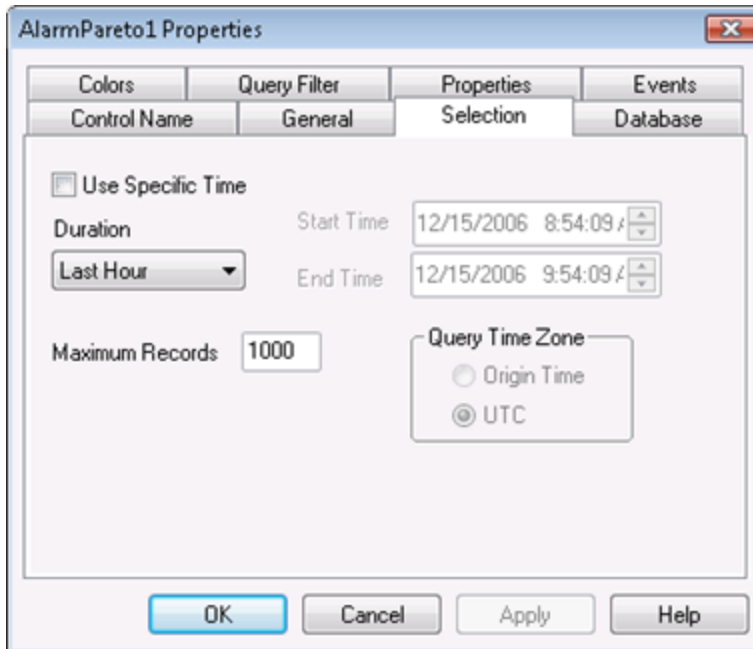 AlarmPareto1 Properties
Colors Query Filter Properties Events
Control Name General Selection Database
Use Specific Time
Duration Start Time 12/15/2006 8:54:09
Last Hour End Time 12/15/2006 9:54:09
Maximum Records 1000 Query Time Zone
Origin Time
UTC
OK Cancel Apply Help